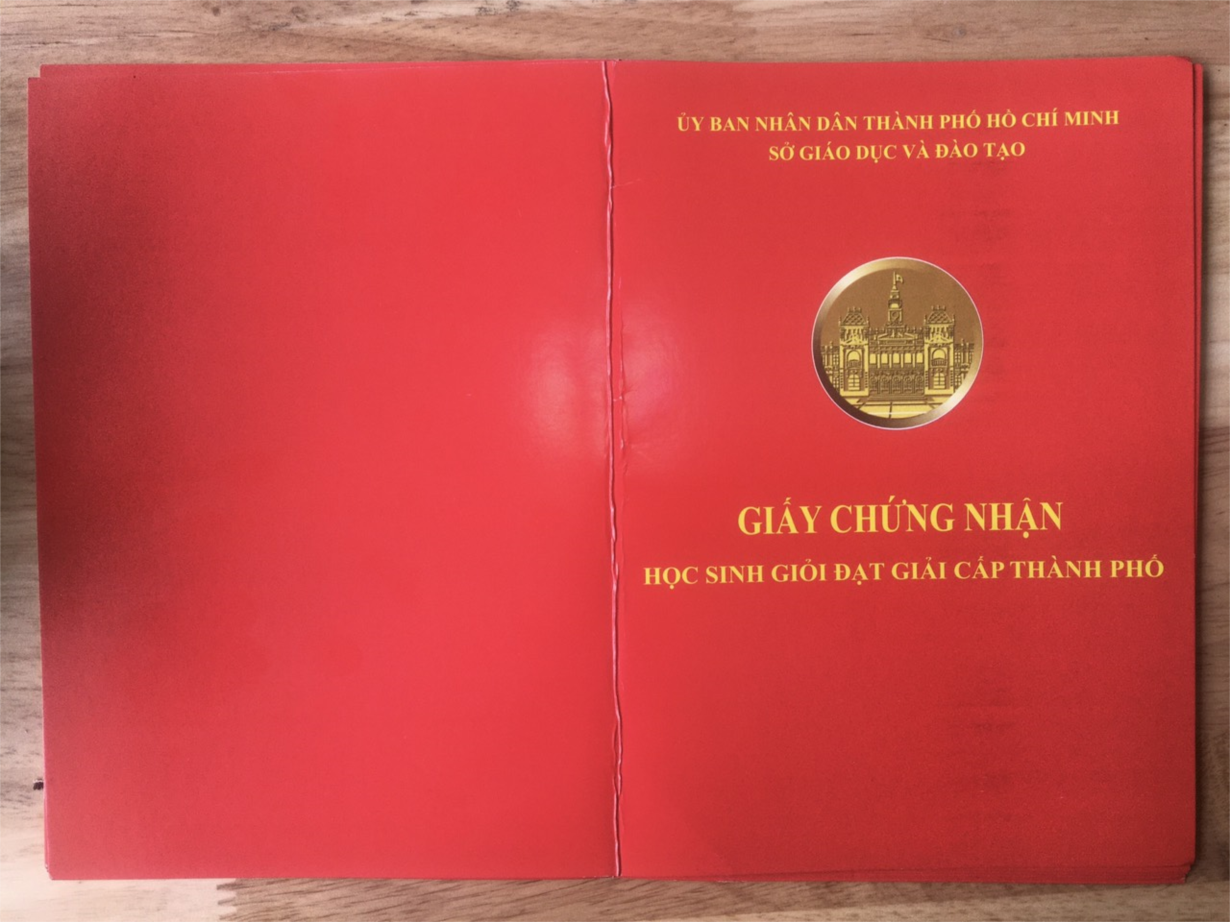 ỦY BAN NHÂN DÂN THÀNH PHỐ HỒ CHÍ MINH
SỞ GIÁO DỤC VÀ ĐÀO TẠO
GIẤY CHỨNG NHẬN
HỌC SINH GIỎI ĐẠT GIẢI CẤP THÀNH PHỐ